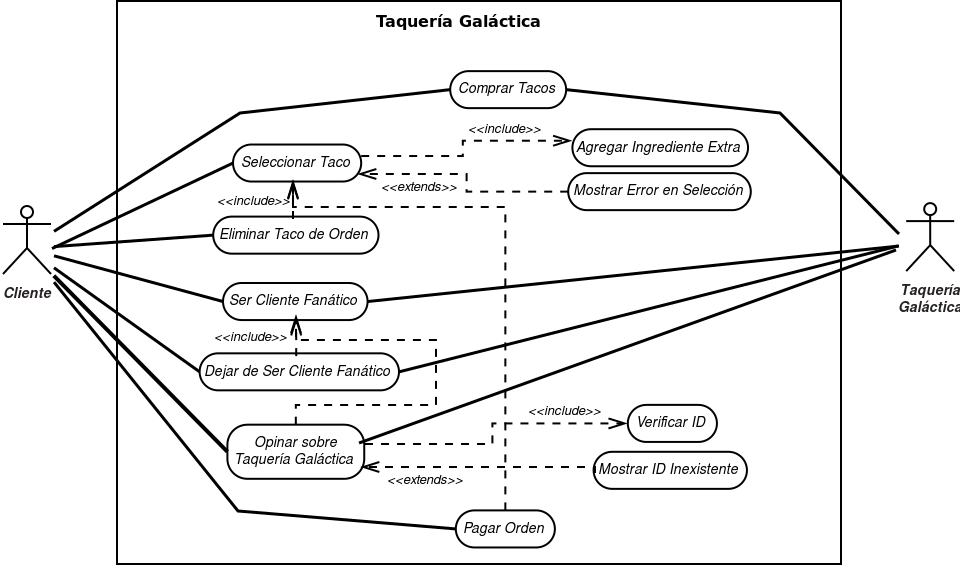 Taquería Galáctica
Comprar Tacos
<<include>>
Agregar Ingrediente Extra
Seleccionar Taco
<<extends>>
Mostrar Error en Selección
<<include>>
Eliminar Taco de Orden
Cliente
Taquería
Galáctica
Ser Cliente Fanático
<<include>>
Dejar de Ser Cliente Fanático
<<include>>
Verificar ID
Opinar sobre
Taquería Galáctica
Mostrar ID Inexistente
<<extends>>
Pagar Orden